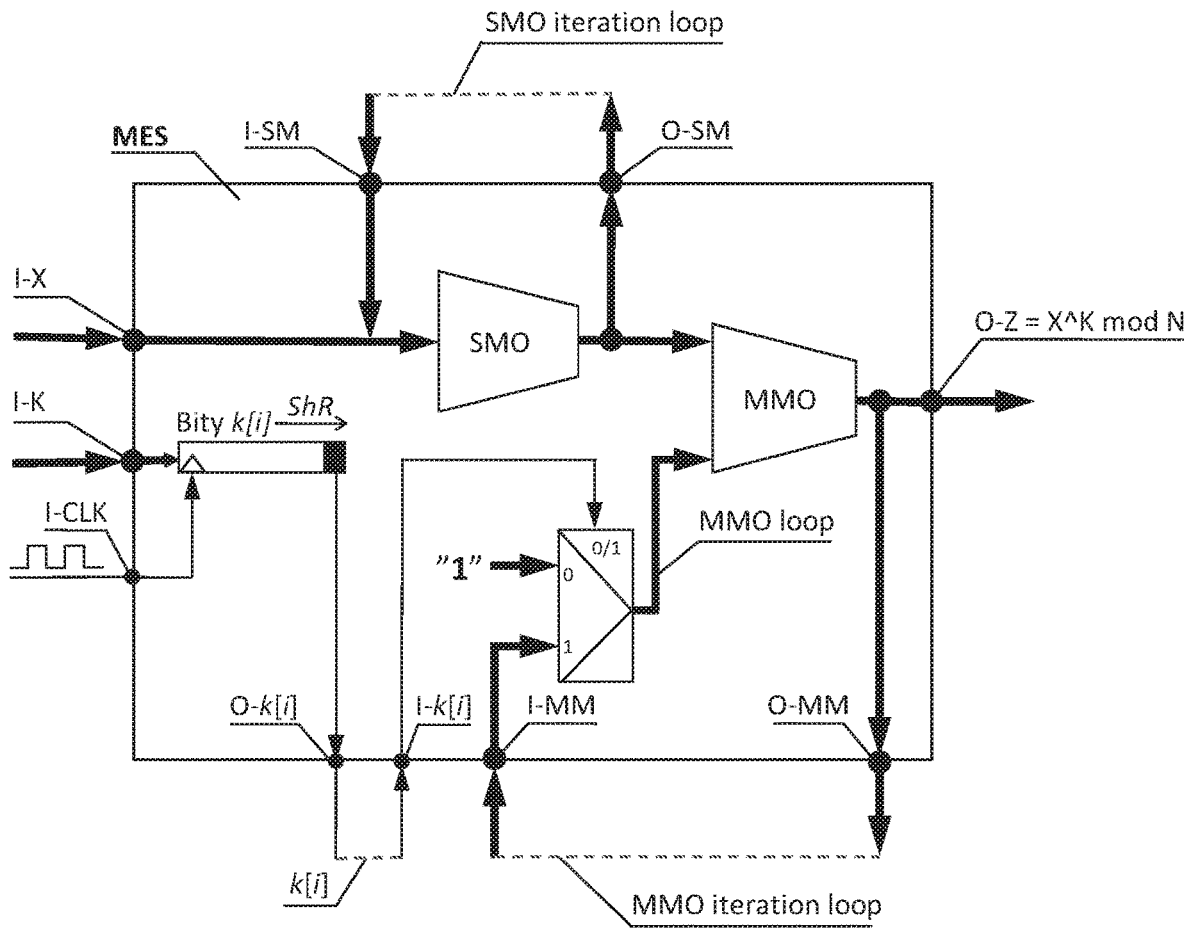 SMO iteration loop
MES
I-SM
O-SM
I-X
SMO
O-Z = X^K mod N
MMO
I-K
Bity k[i]
ShR
I-CLK
MMO loop
0/1
”1”
0
1
O-k[i]
I-k[i]
I-MM
O-MM
k[i]
MMO iteration loop